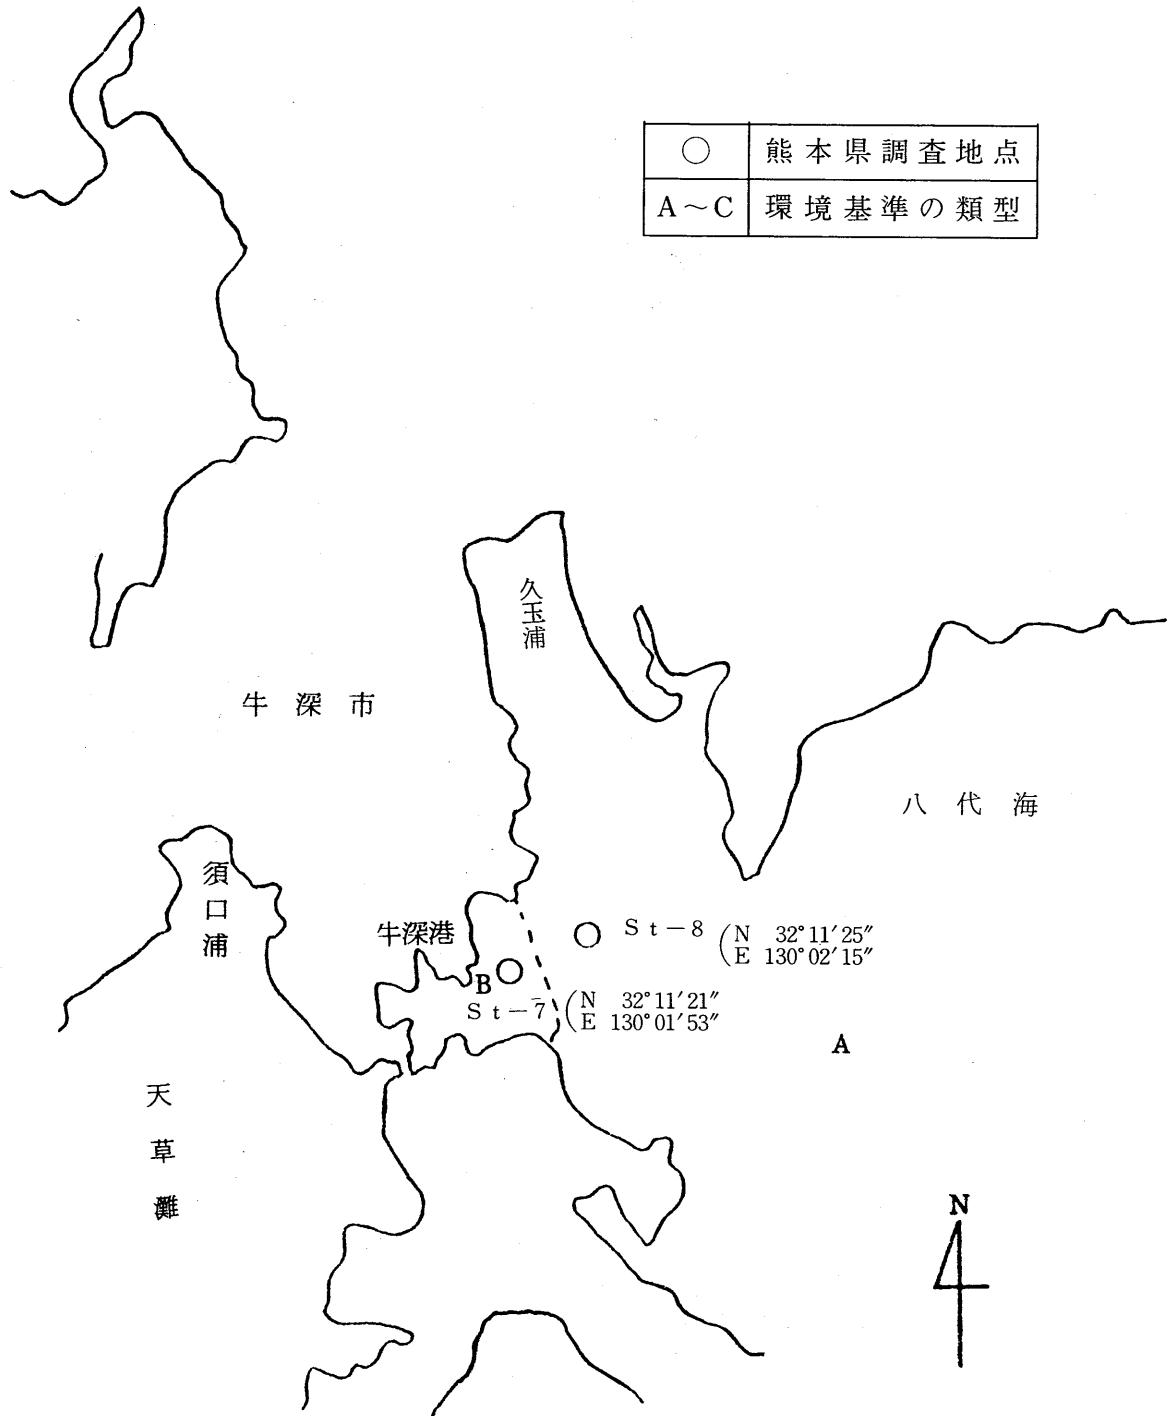 ○ 熊本県調査地点
A～C 環境基準の類型
久玉浦
牛深市
八代海
須口浦
牛深港
St－8 (N 32°11′25″
E 130°02′15″
B
St－7 (N 32°11′21″
E 130°01′53″
A
天草灘
N